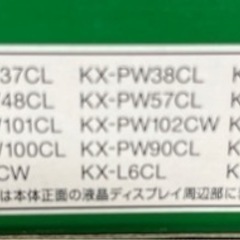 37CL KX-PW38CL K
48CL KX-PW57CL K
101CL KX-PW102CW K
100CL KX-PW90CL K
CW KX-L6CL K
は本体正面の液晶ディスプレイ周辺部に